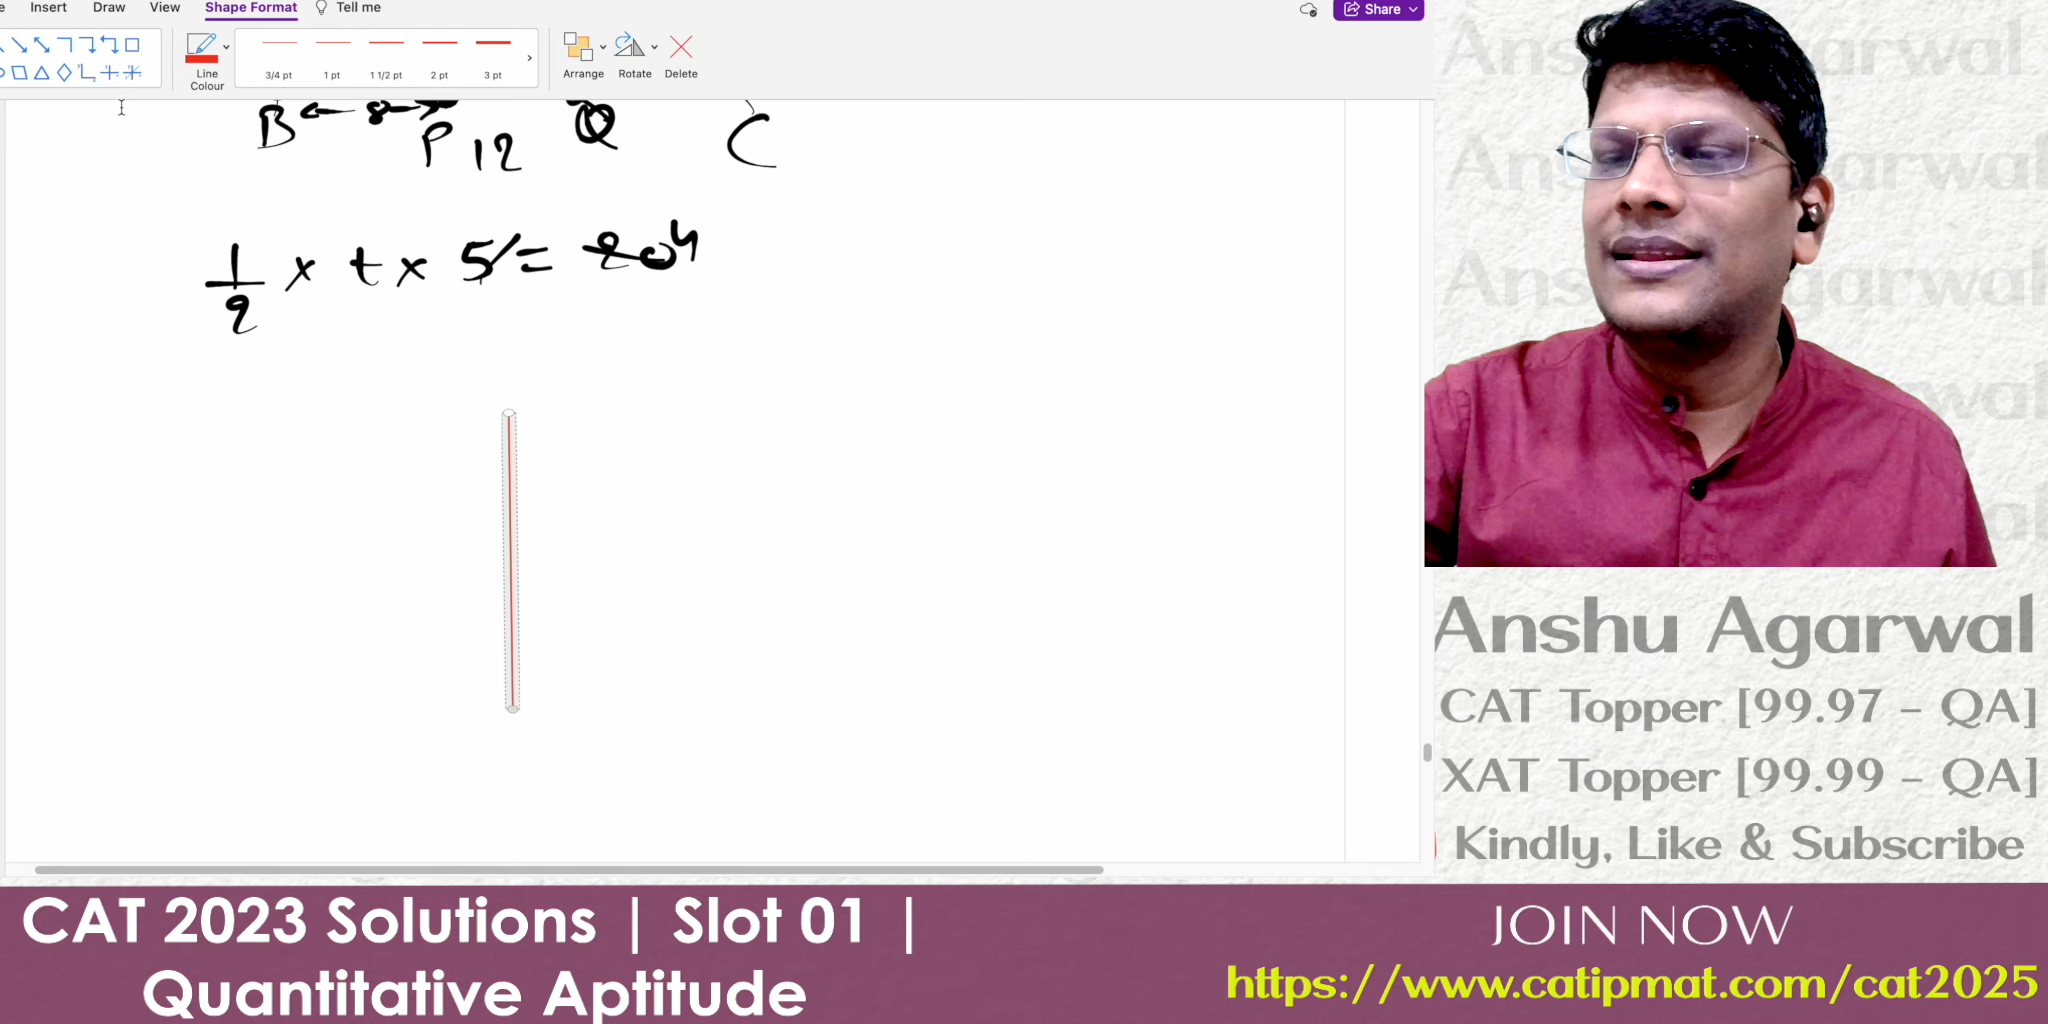 Insert Draw View Shape Format Tell me
Share
Line Colour
3/4 pt 1 pt 1 1/2 pt 2 pt 3 pt
Arrange Rotate Delete
B 8 P 12 Q C
1/2 × t × 5 = 20 4
Anshu Agarwal
CAT Topper [99.97 – QA]
XAT Topper [99.99 – QA]
Kindly, Like & Subscribe
CAT 2023 Solutions | Slot 01 |
Quantitative Aptitude
JOIN NOW
https://www.catipmat.com/cat2025